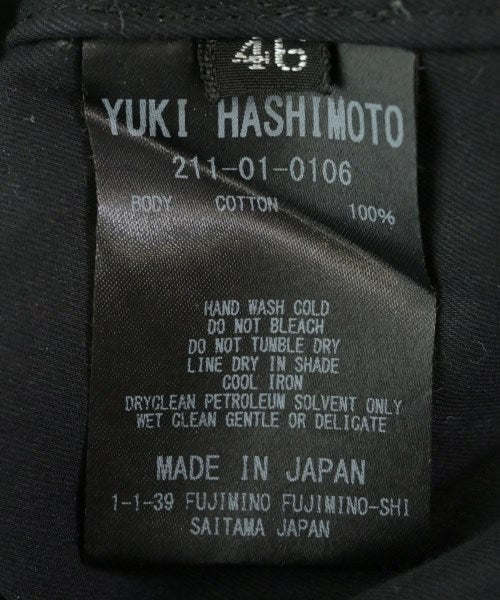 46
YUKI HASHIMOTO
211-01-0106
BODY COTTON 100%
HAND WASH COLD
DO NOT BLEACH
DO NOT TUMBLE DRY
LINE DRY IN SHADE
COOL IRON
DRYCLEAN PETROLEUM SOLVENT ONLY
WET CLEAN GENTLE OR DELICATE
MADE IN JAPAN
1-1-39 FUJIMINO FUJIMINO-SHI
SAITAMA JAPAN